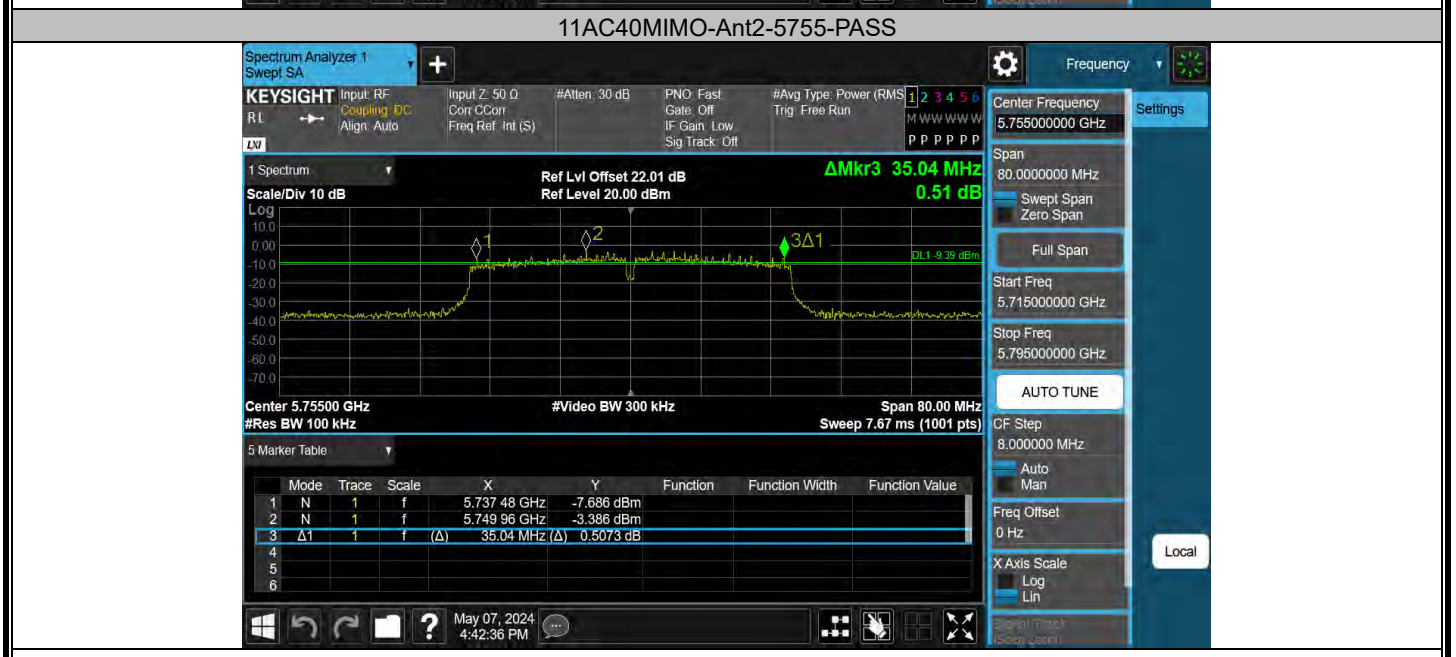 11AC40MIMO-Ant2-5755-PASS
Spectrum Analyzer 1
Swept SA
Frequency
KEYSIGHT
RL
LXI
Input: RF
Coupling: DC
Align: Auto
Input Z: 50 Ω
Corr CCorr
Freq Ref: Int (S)
#Atten: 30 dB
PNO: Fast
Gate: Off
IF Gain: Low
Sig Track: Off
#Avg Type: Power (RMS
Trig: Free Run
1 2 3 4 5 6
M W W W W W
P P P P P P
1 Spectrum
Scale/Div 10 dB
Ref Lvl Offset 22.01 dB
Ref Level 20.00 dBm
ΔMkr3 35.04 MHz
0.51 dB
Log
10.0
0.00
-10.0
-20.0
-30.0
-40.0
-50.0
-60.0
-70.0
1
2
3Δ1
DL1 -9.39 dBm
Center 5.75500 GHz
#Video BW 300 kHz
Span 80.00 MHz
#Res BW 100 kHz
Sweep 7.67 ms (1001 pts)
5 Marker Table
Mode Trace Scale X Y Function Function Width Function Value
1 N 1 f 5.737 48 GHz -7.686 dBm
2 N 1 f 5.749 96 GHz -3.386 dBm
3 Δ1 1 f (Δ) 35.04 MHz (Δ) 0.5073 dB
4
5
6
May 07, 2024
4:42:36 PM
Center Frequency
5.755000000 GHz
Settings
Span
80.0000000 MHz
Swept Span
Zero Span
Full Span
Start Freq
5.715000000 GHz
Stop Freq
5.795000000 GHz
AUTO TUNE
CF Step
8.000000 MHz
Auto
Man
Freq Offset
0 Hz
X Axis Scale
Log
Lin
Local